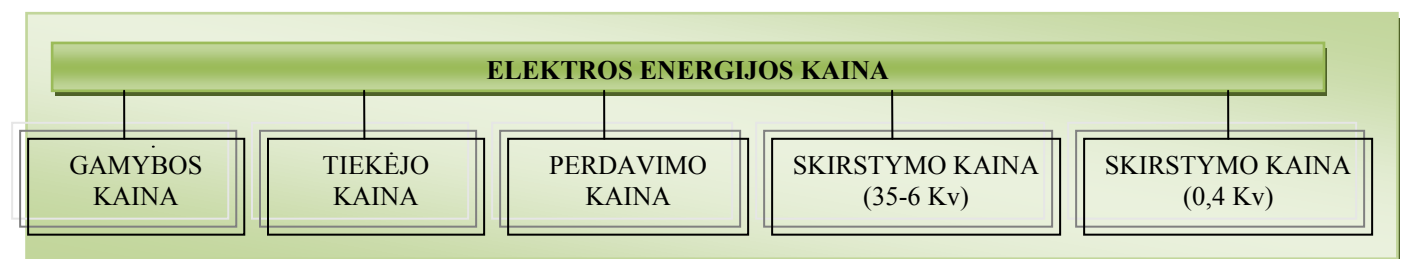 ELEKTROS ENERGIJOS KAINA
GAMYBOS
KAINA
TIEKĖJO
KAINA
PERDAVIMO
KAINA
SKIRSTYMO KAINA
(35-6 Kv)
SKIRSTYMO KAINA
(0,4 Kv)